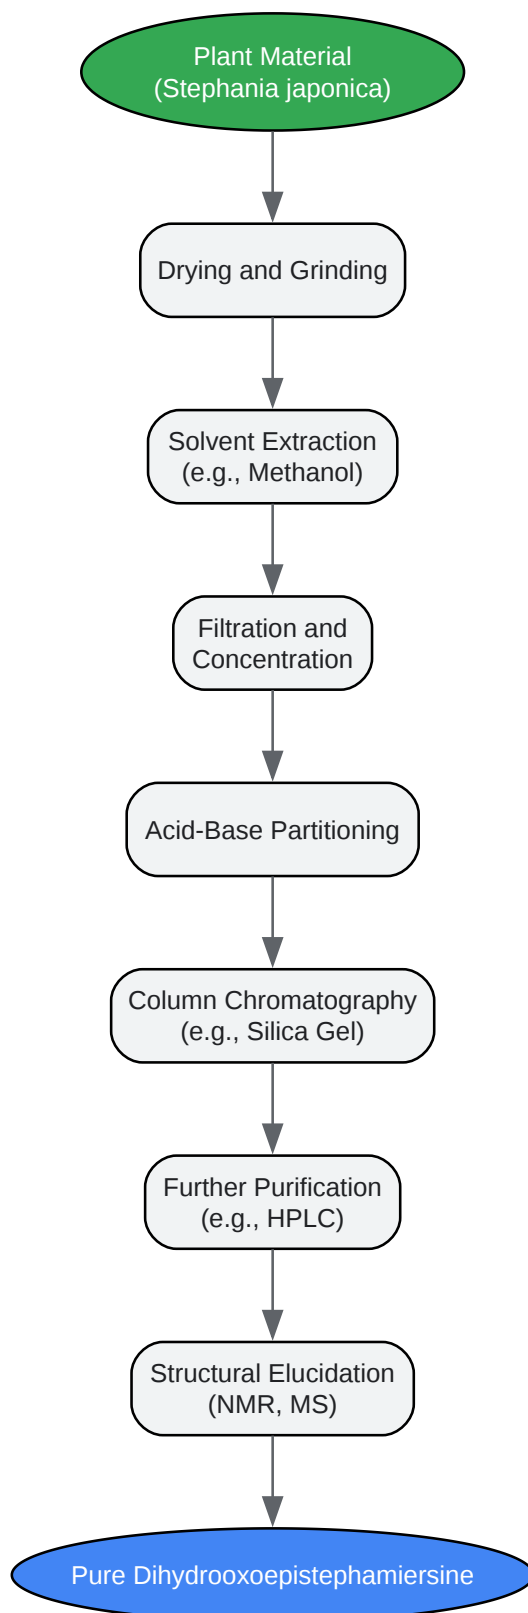 Plant Material
(Stephania japonica)
Drying and Grinding
Solvent Extraction
(e.g., Methanol)
Filtration and
Concentration
Acid-Base Partitioning
Column Chromatography
(e.g., Silica Gel)
Further Purification
(e.g., HPLC)
Structural Elucidation
(NMR, MS)
Pure Dihydrooxoepistephamiersine